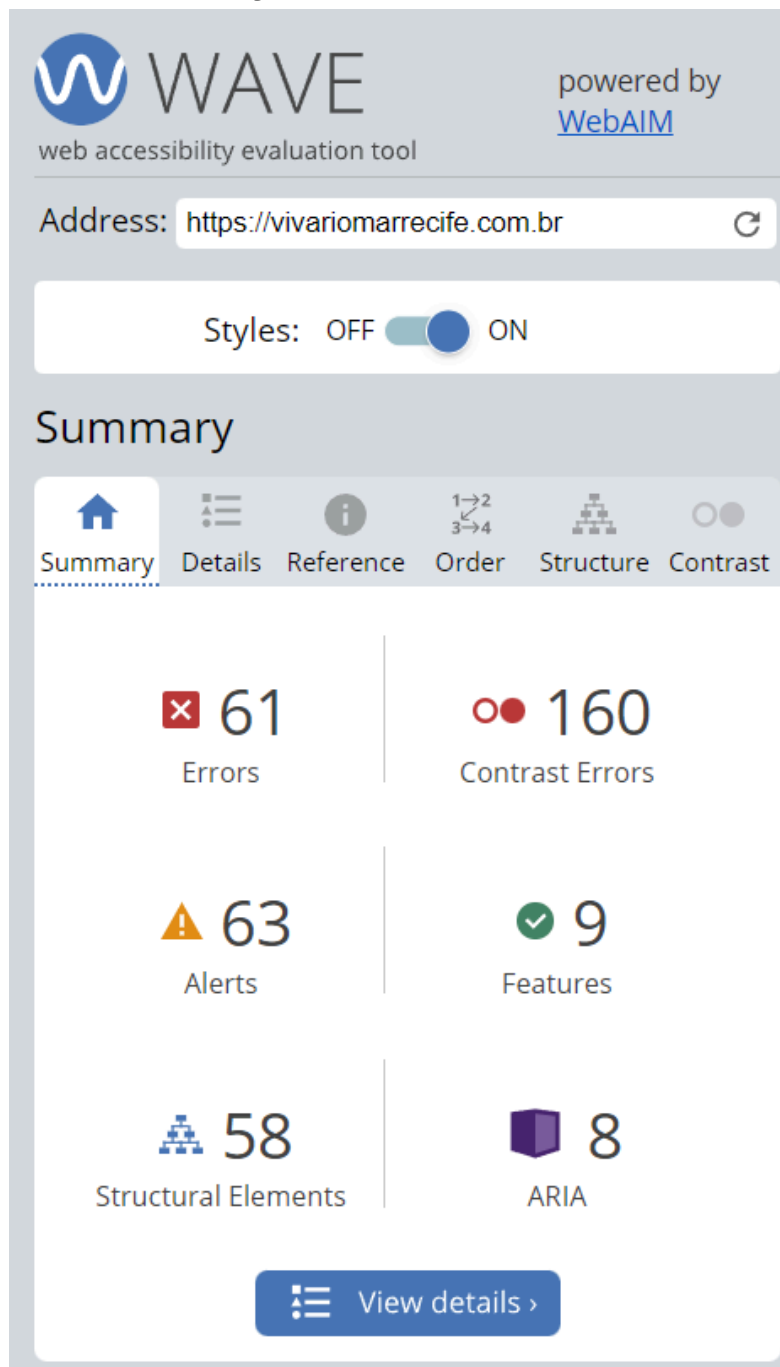 WAVE
powered by
WebAIM
web accessibility evaluation tool
Address: https://vivariomarrecife.com.br
Styles: OFF ON
Summary
1→2
3→4
Summary Details Reference Order Structure Contrast
61 160
Errors Contrast Errors
63 9
Alerts Features
58 8
Structural Elements ARIA
View details ›